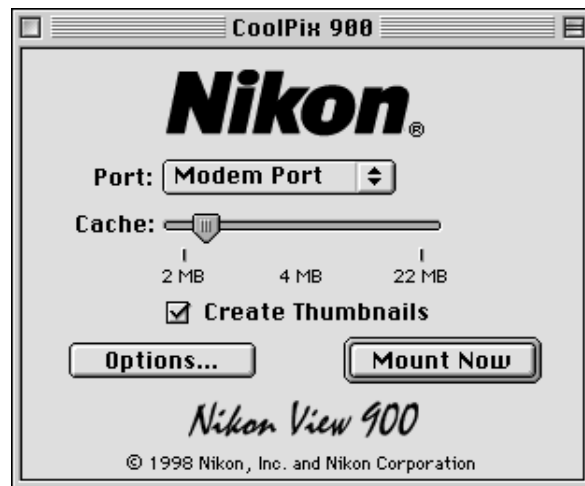 CoolPix 900
Nikon®
Port: Modem Port
Cache:
2 MB 4 MB 22 MB
Create Thumbnails
Options... Mount Now
Nikon View 900
© 1998 Nikon, Inc. and Nikon Corporation